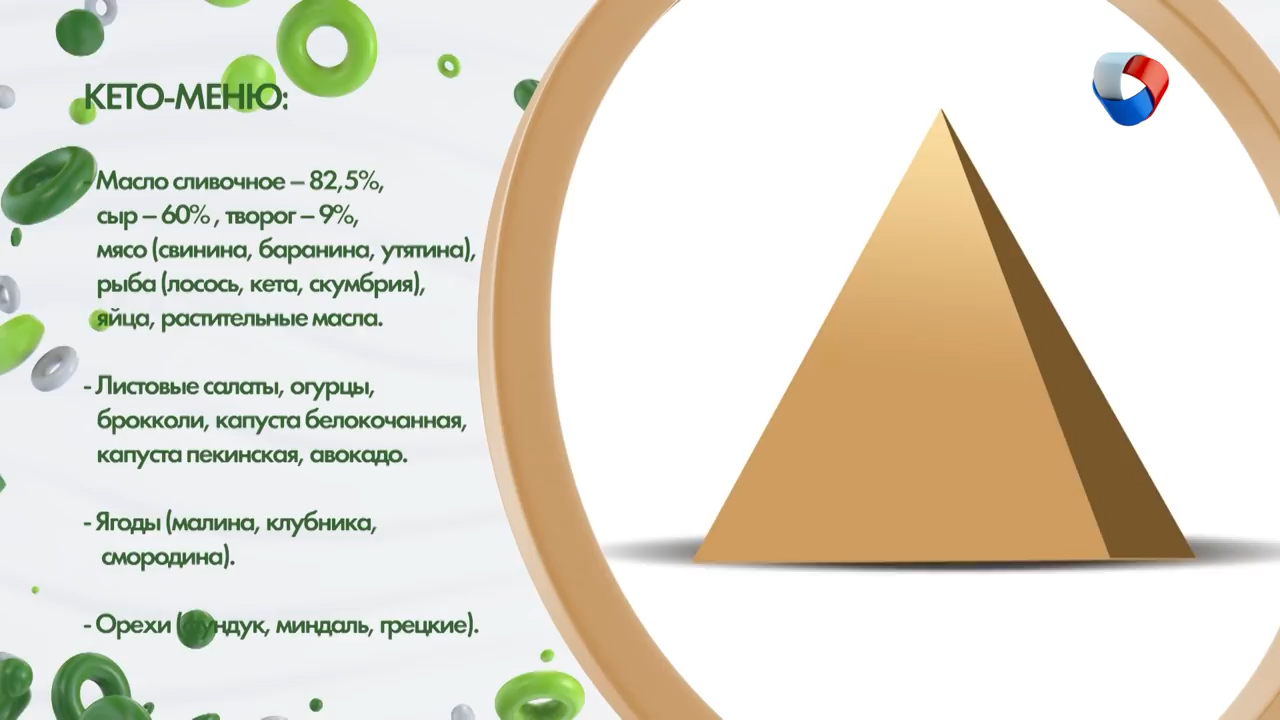 КЕТО-МЕНЮ:
- Масло сливочное – 82,5%,
сыр – 60% , творог – 9%,
мясо (свинина, баранина, утятина),
рыба (лосось, кета, скумбрия),
яйца, растительные масла.
- Листовые салаты, огурцы,
брокколи, капуста белокочанная,
капуста пекинская, авокадо.
- Ягоды (малина, клубника,
смородина).
- Орехи (фундук, миндаль, грецкие).